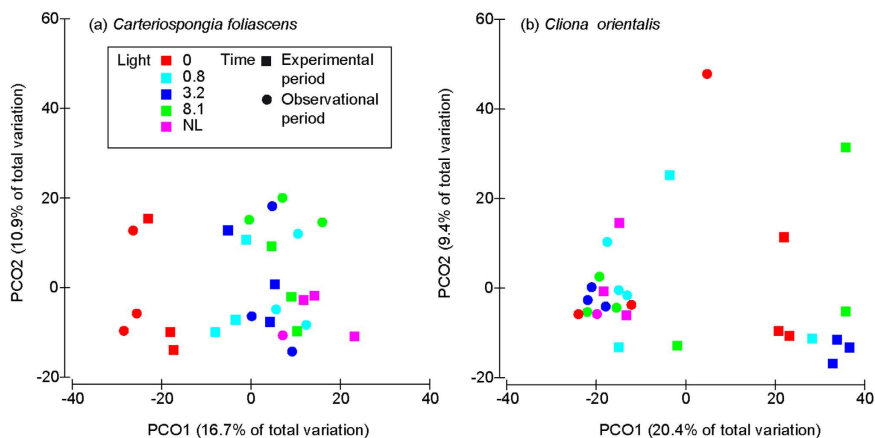 (a) Carteriospongia foliascens
(b) Cliona orientalis
Light
0
0.8
3.2
8.1
NL
Time
Experimental
period
Observational
period
60
40
20
0
-20
-40
-20
0
20
40
PCO2 (10.9% of total variation)
PCO1 (16.7% of total variation)
60
40
20
0
-20
-40
-20
0
20
40
PCO2 (9.4% of total variation)
PCO1 (20.4% of total variation)